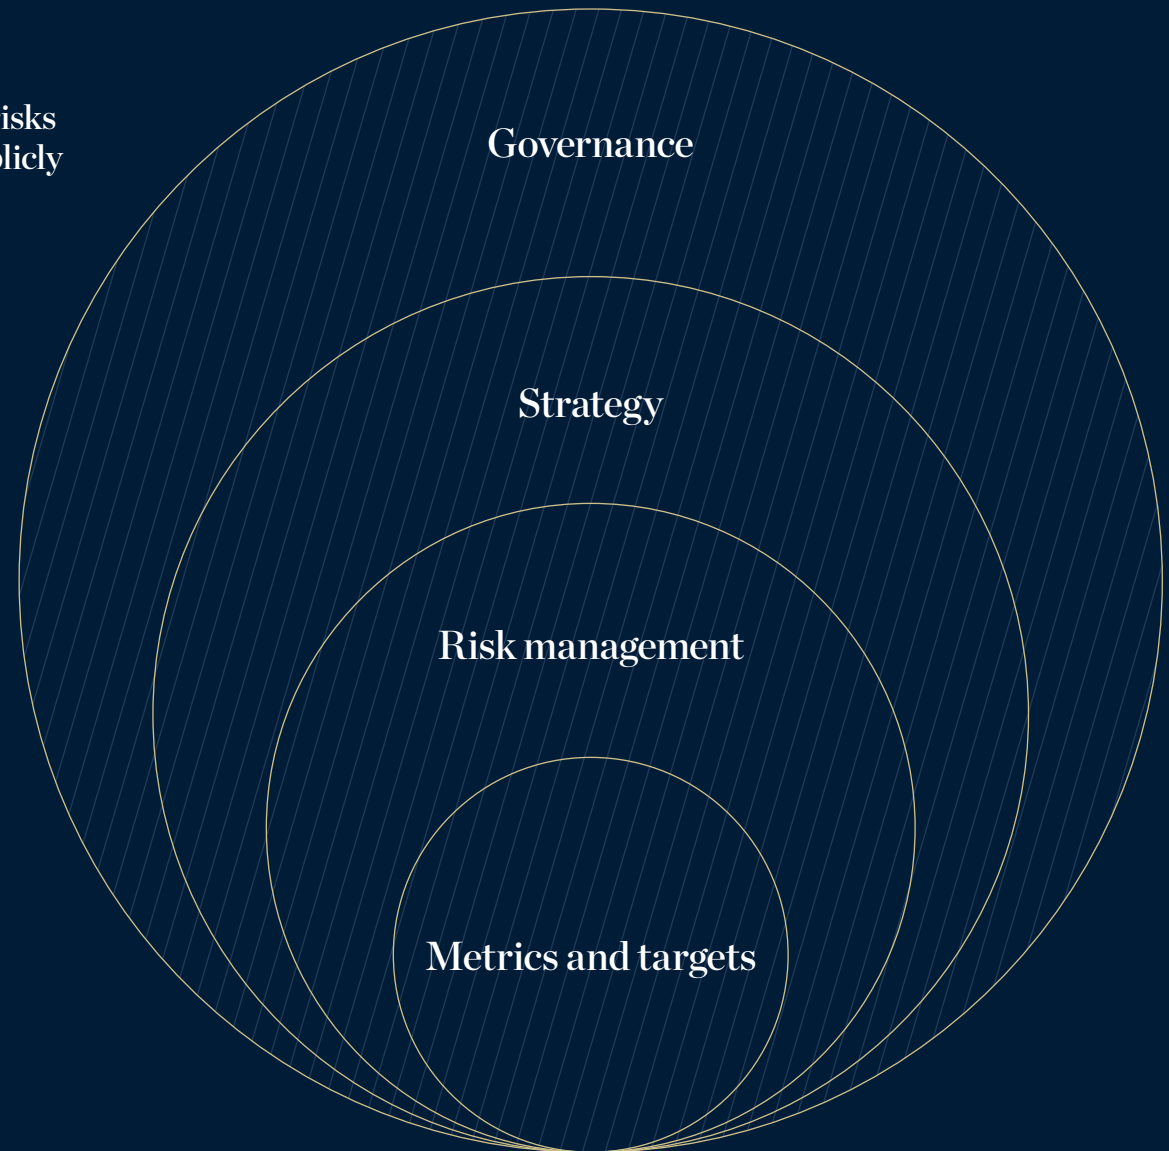 isks
licly
Governance
Strategy
Risk management
Metrics and targets